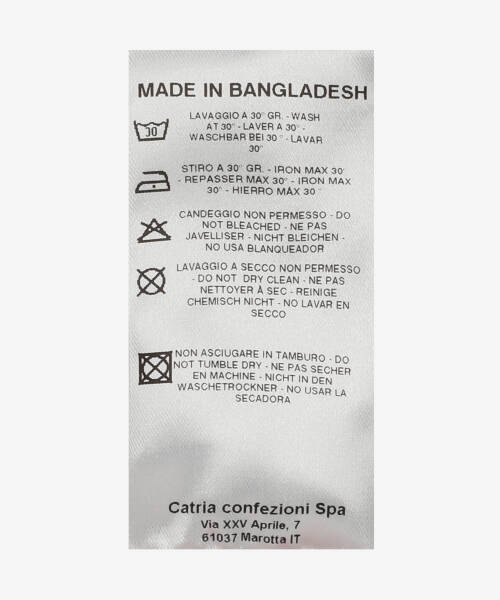 MADE IN BANGLADESH
30
LAVAGGIO A 30° GR. - WASH
AT 30° - LAVER A 30° -
WASCHBAR BEI 30 ° - LAVAR
30°
STIRO A 30° GR. - IRON MAX 30°
- REPASSER MAX 30° - IRON MAX
30° - HIERRO MÁX 30 °
CANDEGGIO NON PERMESSO - DO
NOT BLEACHED - NE PAS
JAVELLISER - NICHT BLEICHEN -
NO USA BLANQUEADOR
LAVAGGIO A SECCO NON PERMESSO
- DO NOT DRY CLEAN - NE PAS
NETTOYER À SEC - REINIGE
CHEMISCH NICHT - NO LAVAR EN
SECCO
NON ASCIUGARE IN TAMBURO - DO
NOT TUMBLE DRY - NE PAS SECHER
EN MACHINE - NICHT IN DEN
WASCHETROCKNER - NO USAR LA
SECADORA
Catria confezioni Spa
Via XXV Aprile, 7
61037 Marotta IT